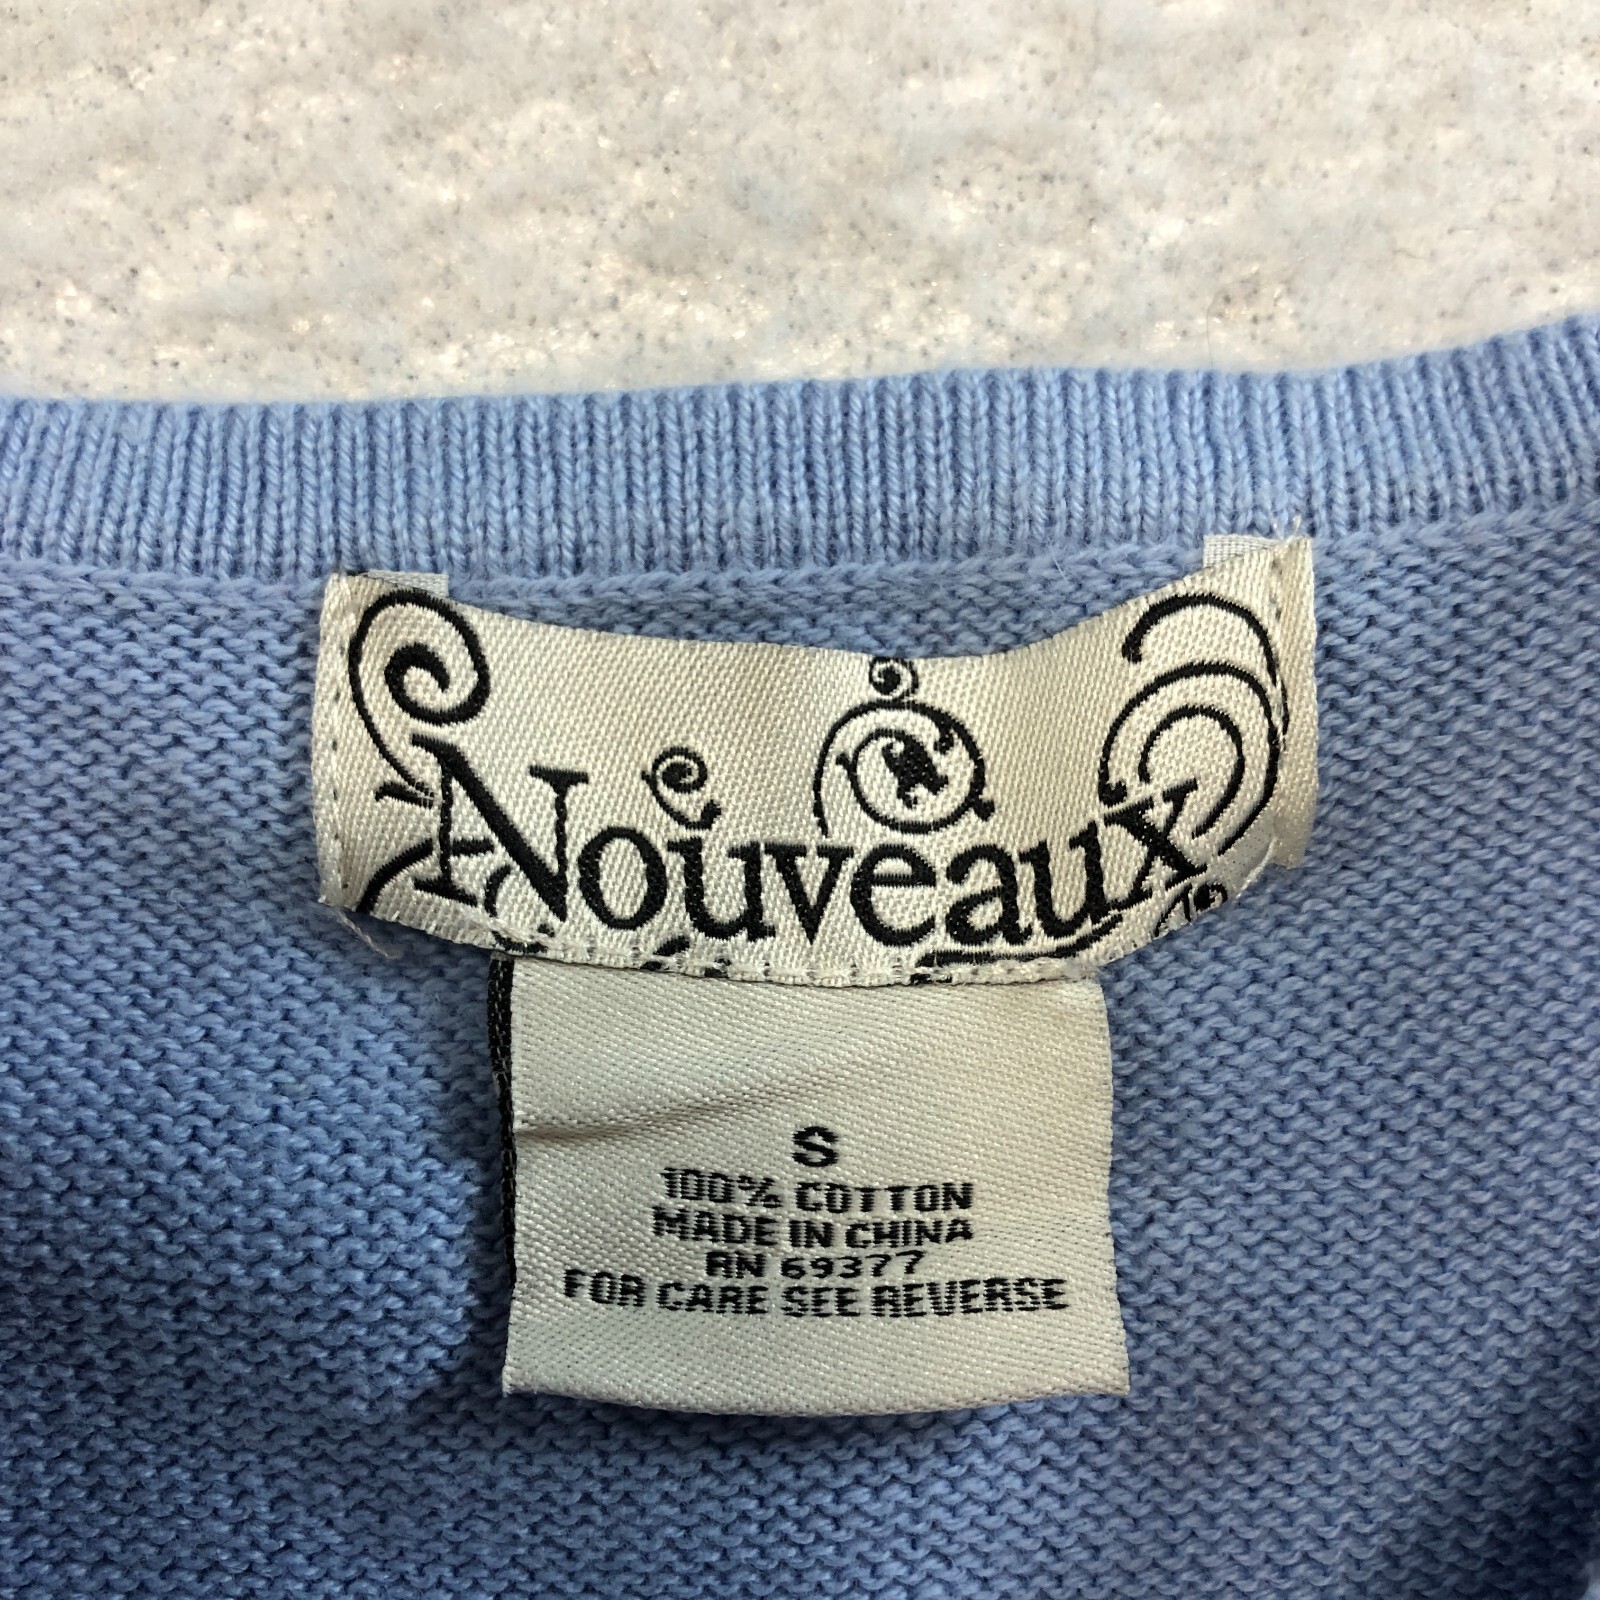 Nouveaux
S
100% COTTON
MADE IN CHINA
RN 69377
FOR CARE SEE REVERSE